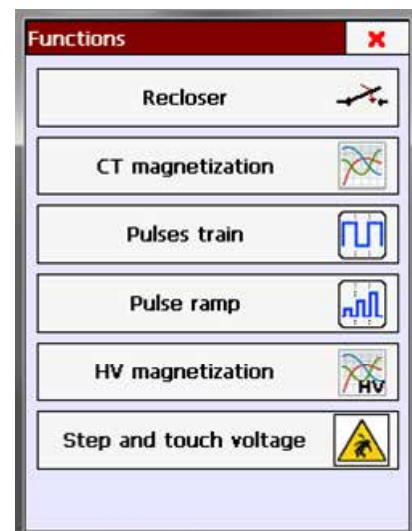 Functions
Recloser
CT magnetization
Pulses train
Pulse ramp
HV magnetization
HV
Step and touch voltage